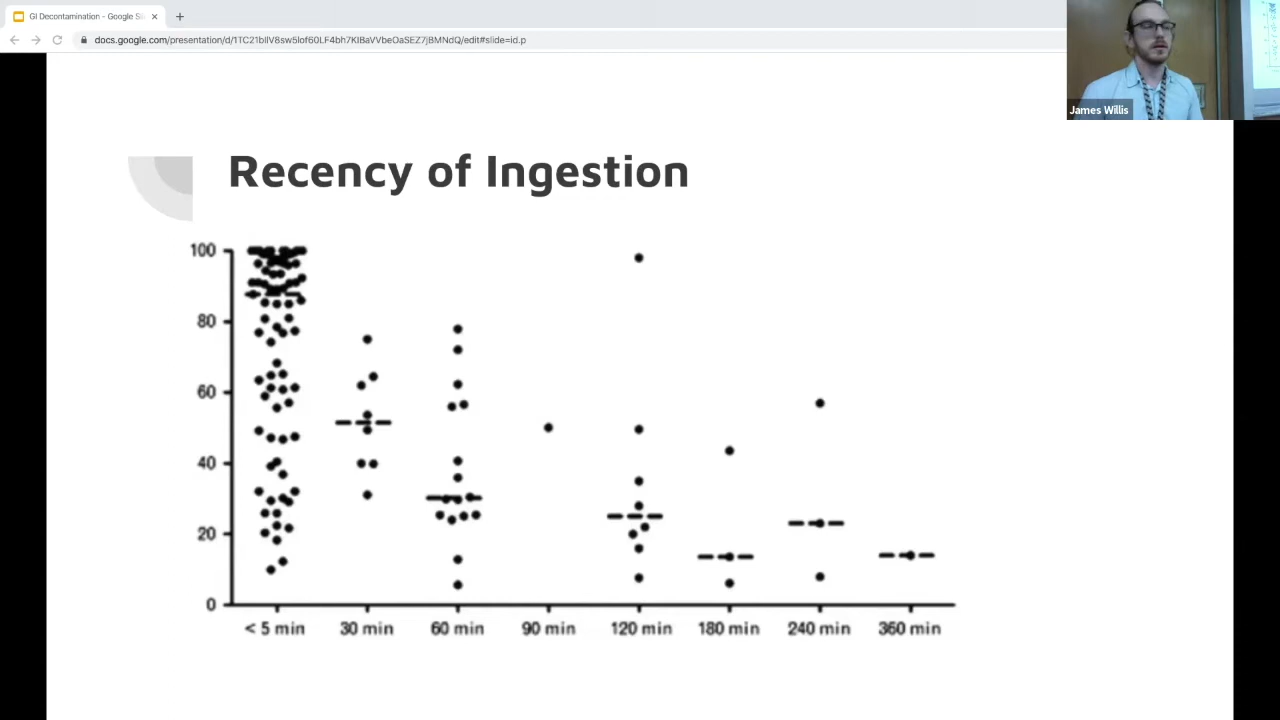 GI Decontamination - Google Sli
docs.google.com/presentation/d/1TC21bIlV8sw5lof60LF4bh7KIBaVVbeOaSEZ7jBMNdQ/edit#slide=id.p
James Willis
Recency of Ingestion
100
80
60
40
20
0
< 5 min 30 min 60 min 90 min 120 min 180 min 240 min 360 min